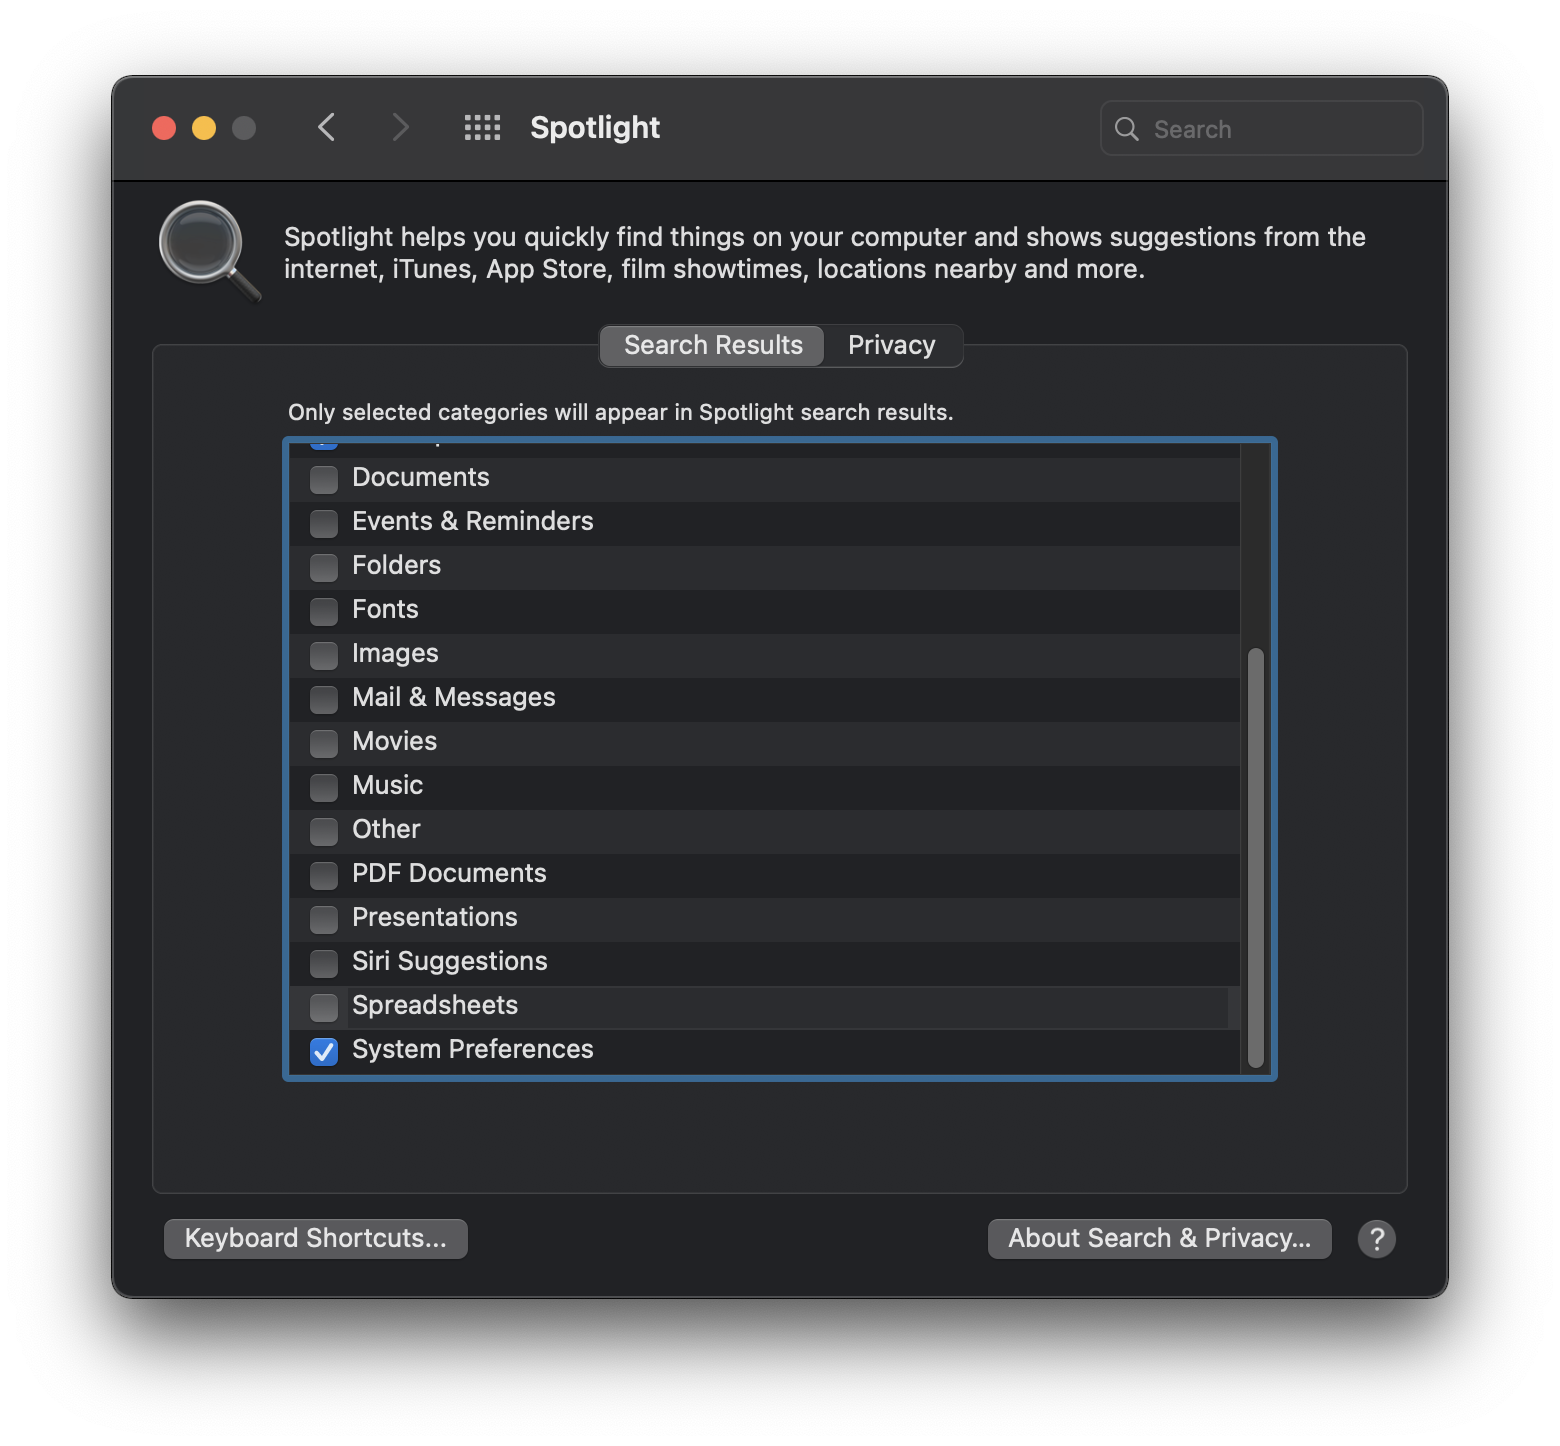 Spotlight
Search
Spotlight helps you quickly find things on your computer and shows suggestions from the
internet, iTunes, App Store, film showtimes, locations nearby and more.
Search Results
Privacy
Only selected categories will appear in Spotlight search results.
Documents
Events & Reminders
Folders
Fonts
Images
Mail & Messages
Movies
Music
Other
PDF Documents
Presentations
Siri Suggestions
Spreadsheets
System Preferences
Keyboard Shortcuts...
About Search & Privacy...
?